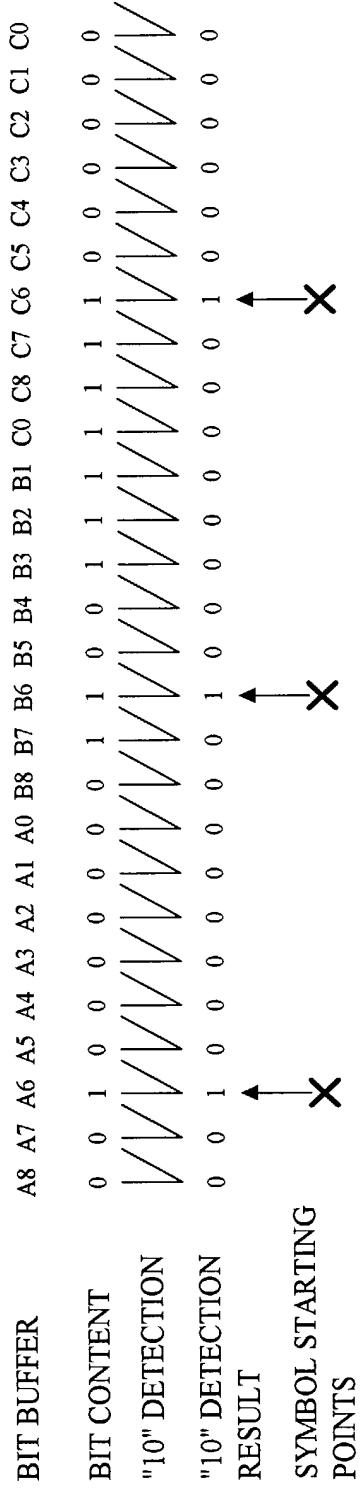 BIT BUFFER A8 A7 A6 A5 A4 A3 A2 A1 A0 B8 B7 B6 B5 B4 B3 B2 B1 C0 C8 C7 C6 C5 C4 C3 C2 C1 C0
BIT CONTENT 0 0 1 0 0 0 0 0 0 0 1 1 0 0 1 1 1 1 1 1 1 0 0 0 0 0 0
"10" DETECTION
"10" DETECTION 0 0 1 0 0 0 0 0 0 0 0 1 0 0 0 0 0 0 0 0 1 0 0 0 0 0 0
RESULT
SYMBOL STARTING
POINTS